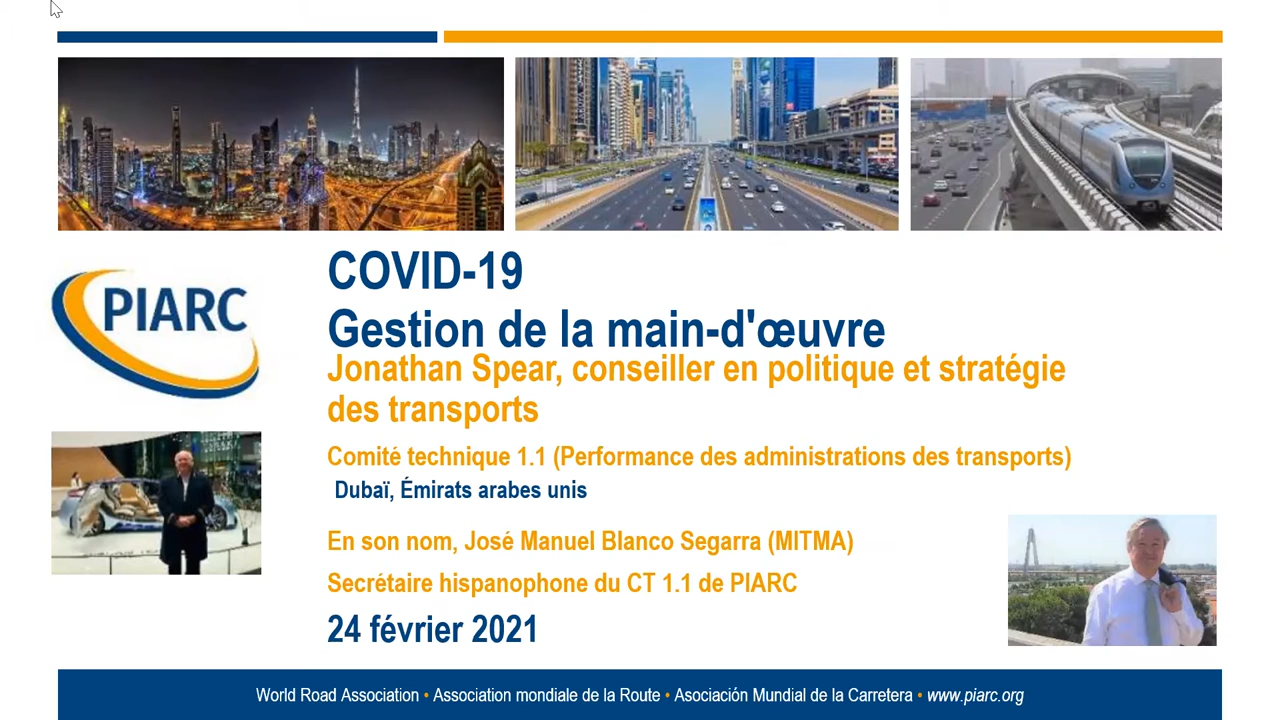 COVID-19
Gestion de la main-d'œuvre
PIARC
Jonathan Spear, conseiller en politique et stratégie
des transports
Comité technique 1.1 (Performance des administrations des transports)
Dubaï, Émirats arabes unis
En son nom, José Manuel Blanco Segarra (MITMA)
Secrétaire hispanophone du CT 1.1 de PIARC
24 février 2021
World Road Association • Association mondiale de la Route • Asociación Mundial de la Carretera • www.piarc.org